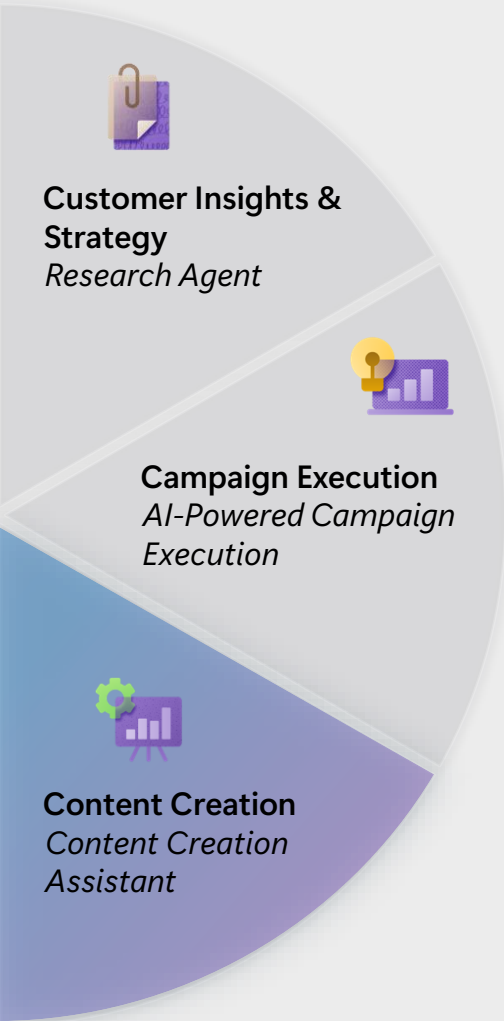 Customer Insights &
Strategy
Research Agent
Campaign Execution
AI-Powered Campaign
Execution
Content Creation
Content Creation
Assistant